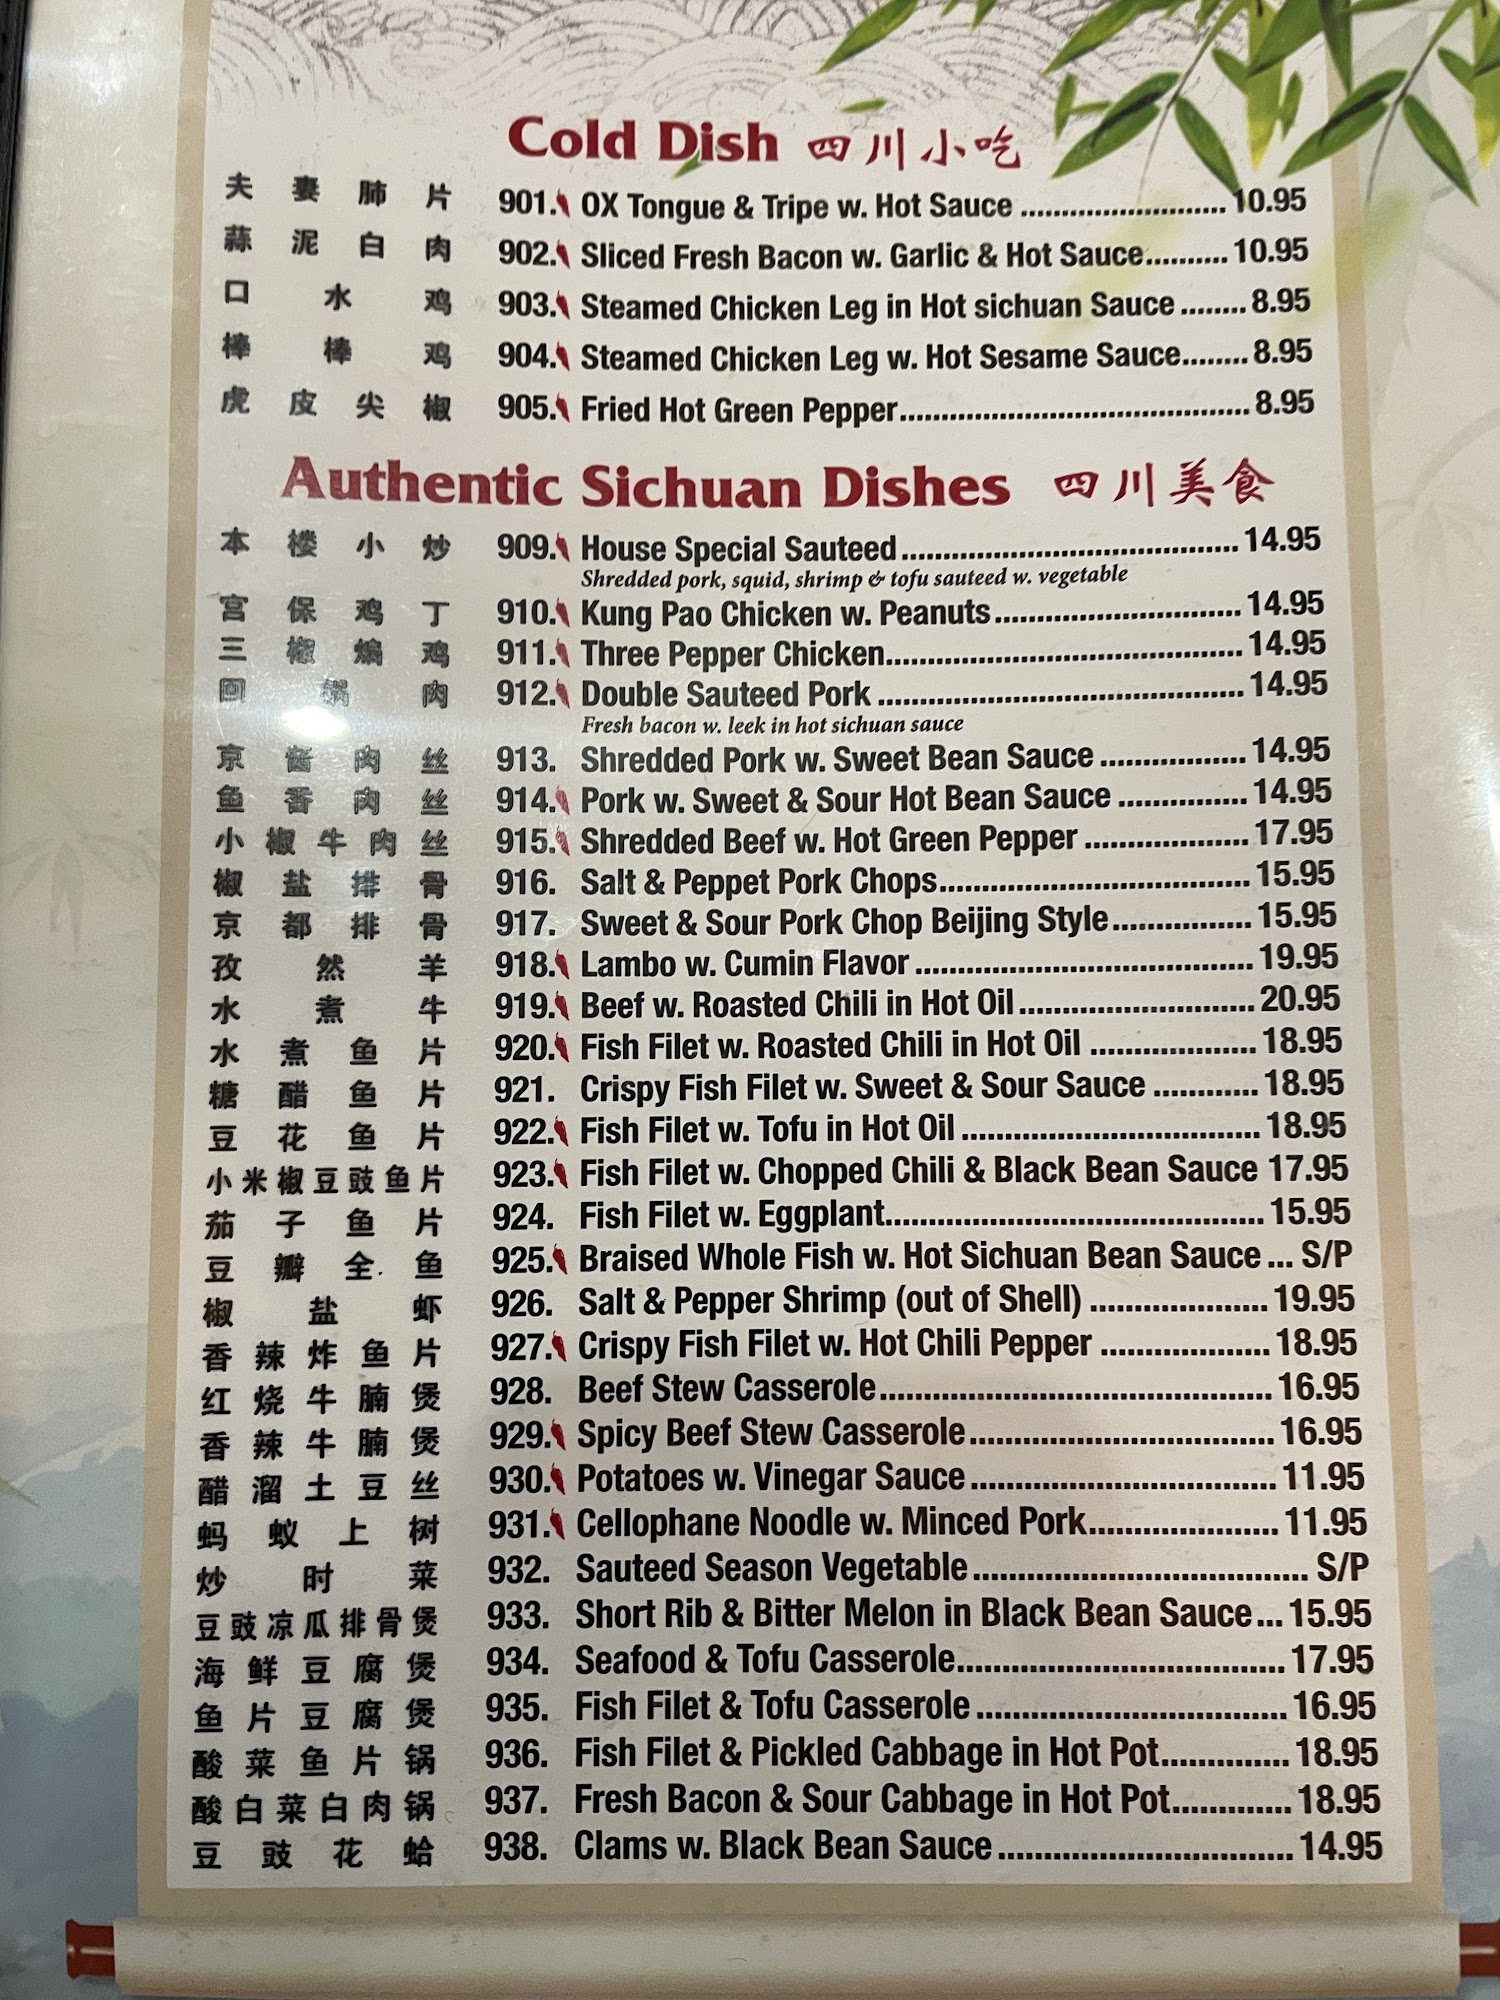 Cold Dish 四川小吃
夫妻肺片 901. OX Tongue & Tripe w. Hot Sauce ......................... 10.95
蒜泥白肉 902. Sliced Fresh Bacon w. Garlic & Hot Sauce.......... 10.95
口水鸡 903. Steamed Chicken Leg in Hot sichuan Sauce ........ 8.95
棒棒鸡 904. Steamed Chicken Leg w. Hot Sesame Sauce........ 8.95
虎皮尖椒 905. Fried Hot Green Pepper........................................... 8.95
Authentic Sichuan Dishes 四川美食
本楼小炒 909. House Special Sauteed......................................... 14.95
Shredded pork, squid, shrimp & tofu sauteed w. vegetable
宫保鸡丁 910. Kung Pao Chicken w. Peanuts.............................. 14.95
三椒煸鸡 911. Three Pepper Chicken........................................... 14.95
回锅肉 912. Double Sauteed Pork ............................................ 14.95
Fresh bacon w. leek in hot sichuan sauce
京酱肉丝 913. Shredded Pork w. Sweet Bean Sauce .................. 14.95
鱼香肉丝 914. Pork w. Sweet & Sour Hot Bean Sauce ................ 14.95
小椒牛肉丝 915. Shredded Beef w. Hot Green Pepper .................... 17.95
椒盐排骨 916. Salt & Peppet Pork Chops...................................... 15.95
京都排骨 917. Sweet & Sour Pork Chop Beijing Style................. 15.95
孜然羊 918. Lambo w. Cumin Flavor ......................................... 19.95
水煮牛 919. Beef w. Roasted Chili in Hot Oil............................. 20.95
水煮鱼片 920. Fish Filet w. Roasted Chili in Hot Oil .................... 18.95
糖醋鱼片 921. Crispy Fish Filet w. Sweet & Sour Sauce ............. 18.95
豆花鱼片 922. Fish Filet w. Tofu in Hot Oil .................................... 18.95
小米椒豆豉鱼片 923. Fish Filet w. Chopped Chili & Black Bean Sauce 17.95
茄子鱼片 924. Fish Filet w. Eggplant.............................................. 15.95
豆瓣全鱼 925. Braised Whole Fish w. Hot Sichuan Bean Sauce ... S/P
椒盐虾 926. Salt & Pepper Shrimp (out of Shell) ...................... 19.95
香辣炸鱼片 927. Crispy Fish Filet w. Hot Chili Pepper .................... 18.95
红烧牛腩煲 928. Beef Stew Casserole................................................ 16.95
香辣牛腩煲 929. Spicy Beef Stew Casserole..................................... 16.95
醋溜土豆丝 930. Potatoes w. Vinegar Sauce ..................................... 11.95
蚂蚁上树 931. Cellophane Noodle w. Minced Pork....................... 11.95
炒时菜 932. Sauteed Season Vegetable........................................ S/P
豆豉凉瓜排骨煲 933. Short Rib & Bitter Melon in Black Bean Sauce... 15.95
海鲜豆腐煲 934. Seafood & Tofu Casserole....................................... 17.95
鱼片豆腐煲 935. Fish Filet & Tofu Casserole ..................................... 16.95
酸菜鱼片锅 936. Fish Filet & Pickled Cabbage in Hot Pot............... 18.95
酸白菜白肉锅 937. Fresh Bacon & Sour Cabbage in Hot Pot.............. 18.95
豆豉花蛤 938. Clams w. Black Bean Sauce................................... 14.95